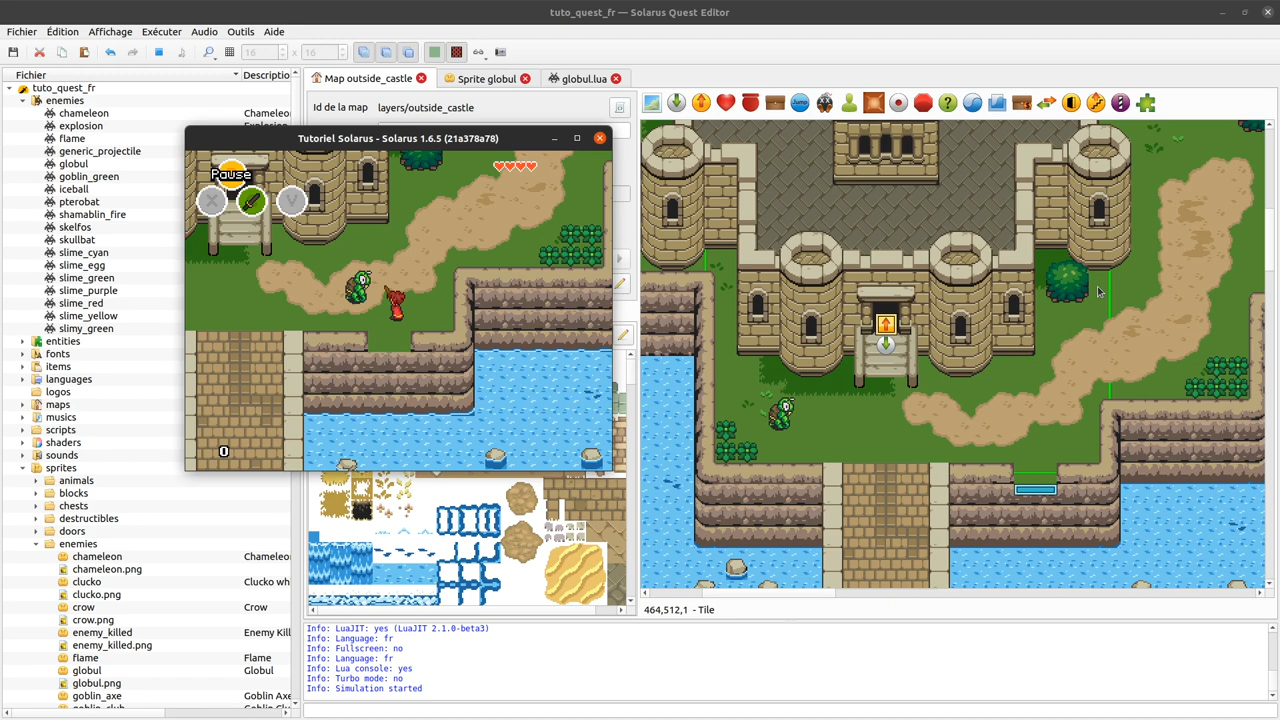 tuto_quest_fr — Solarus Quest Editor
Fichier Édition Affichage Exécuter Audio Outils Aide
16 x 16
Fichier Descriptio
tuto_quest_fr
enemies
chameleon Chameleo
explosion Explosion
flame Flame
generic_projectile
globul
goblin_green
iceball
pterobat
shamablin_fire
skelfos
skullbat
slime_cyan
slime_egg
slime_green
slime_purple
slime_red
slime_yellow
slimy_green
entities
fonts
items
languages
logos
maps
musics
scripts
shaders
sounds
sprites
animals
blocks
chests
destructibles
doors
enemies
chameleon Chameleo
chameleon.png
clucko Clucko wh
clucko.png
crow Crow
crow.png
enemy_killed Enemy Kill
enemy_killed.png
flame Flame
globul Globul
globul.png
goblin_axe Goblin Axe
Map outside_castle Sprite globul globul.lua
Id de la map layers/outside_castle
Tutoriel Solarus - Solarus 1.6.5 (21a378a78)
Pause
X V
0
Jump
464,512,1 - Tile
Info: LuaJIT: yes (LuaJIT 2.1.0-beta3)
Info: Language: fr
Info: Fullscreen: no
Info: Language: fr
Info: Lua console: yes
Info: Turbo mode: no
Info: Simulation started